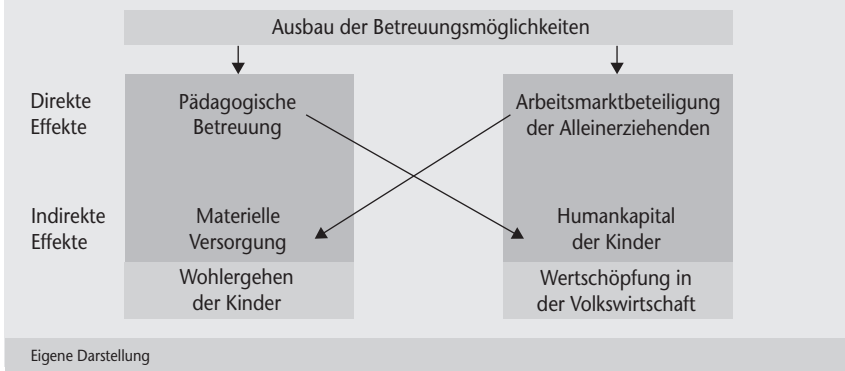 Ausbau der Betreuungsmöglichkeiten
Direkte
Effekte
Pädagogische
Betreuung
Arbeitsmarktbeteiligung
der Alleinerziehenden
Indirekte
Effekte
Materielle
Versorgung
Humankapital
der Kinder
Wohlergehen
der Kinder
Wertschöpfung in
der Volkswirtschaft
Eigene Darstellung